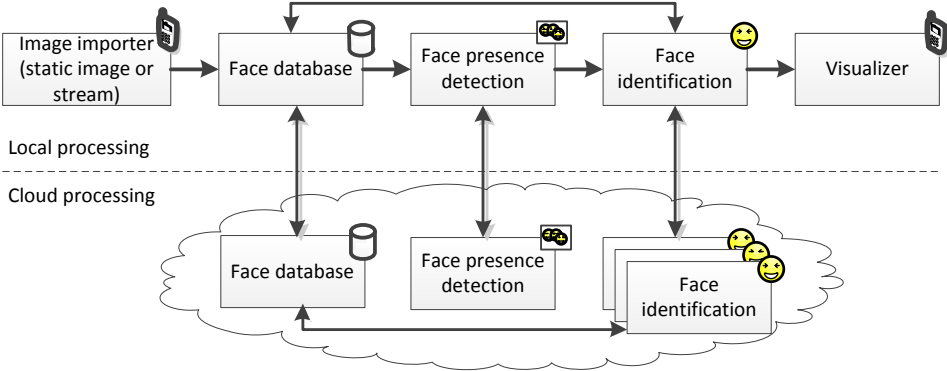 Image importer
(static image or
stream)
Face database
Face presence
detection
Face
identification
Visualizer
Local processing
Cloud processing
Face database
Face presence
detection
Face
identification